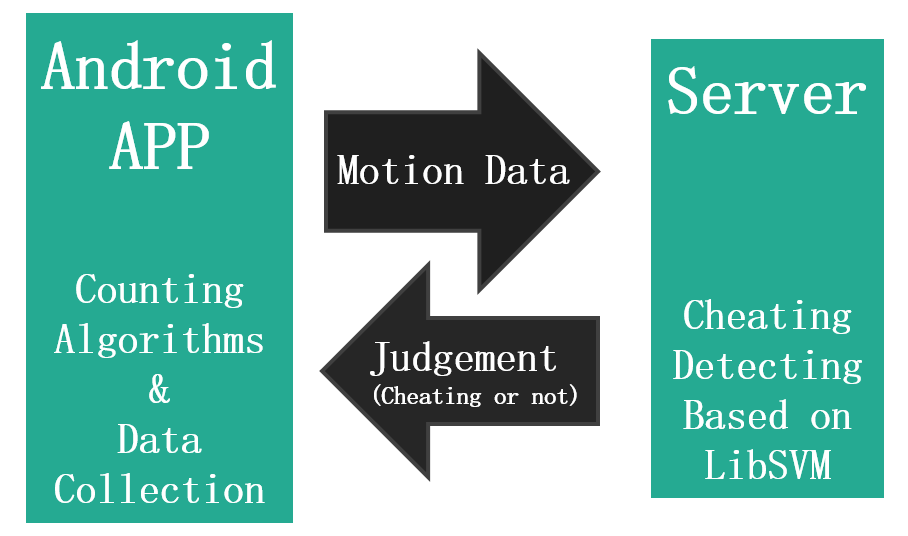 Android
APP
Counting
Algorithms
&
Data
Collection
Motion Data
Judgement
(Cheating or not)
Server
Cheating
Detecting
Based on
LibSVM